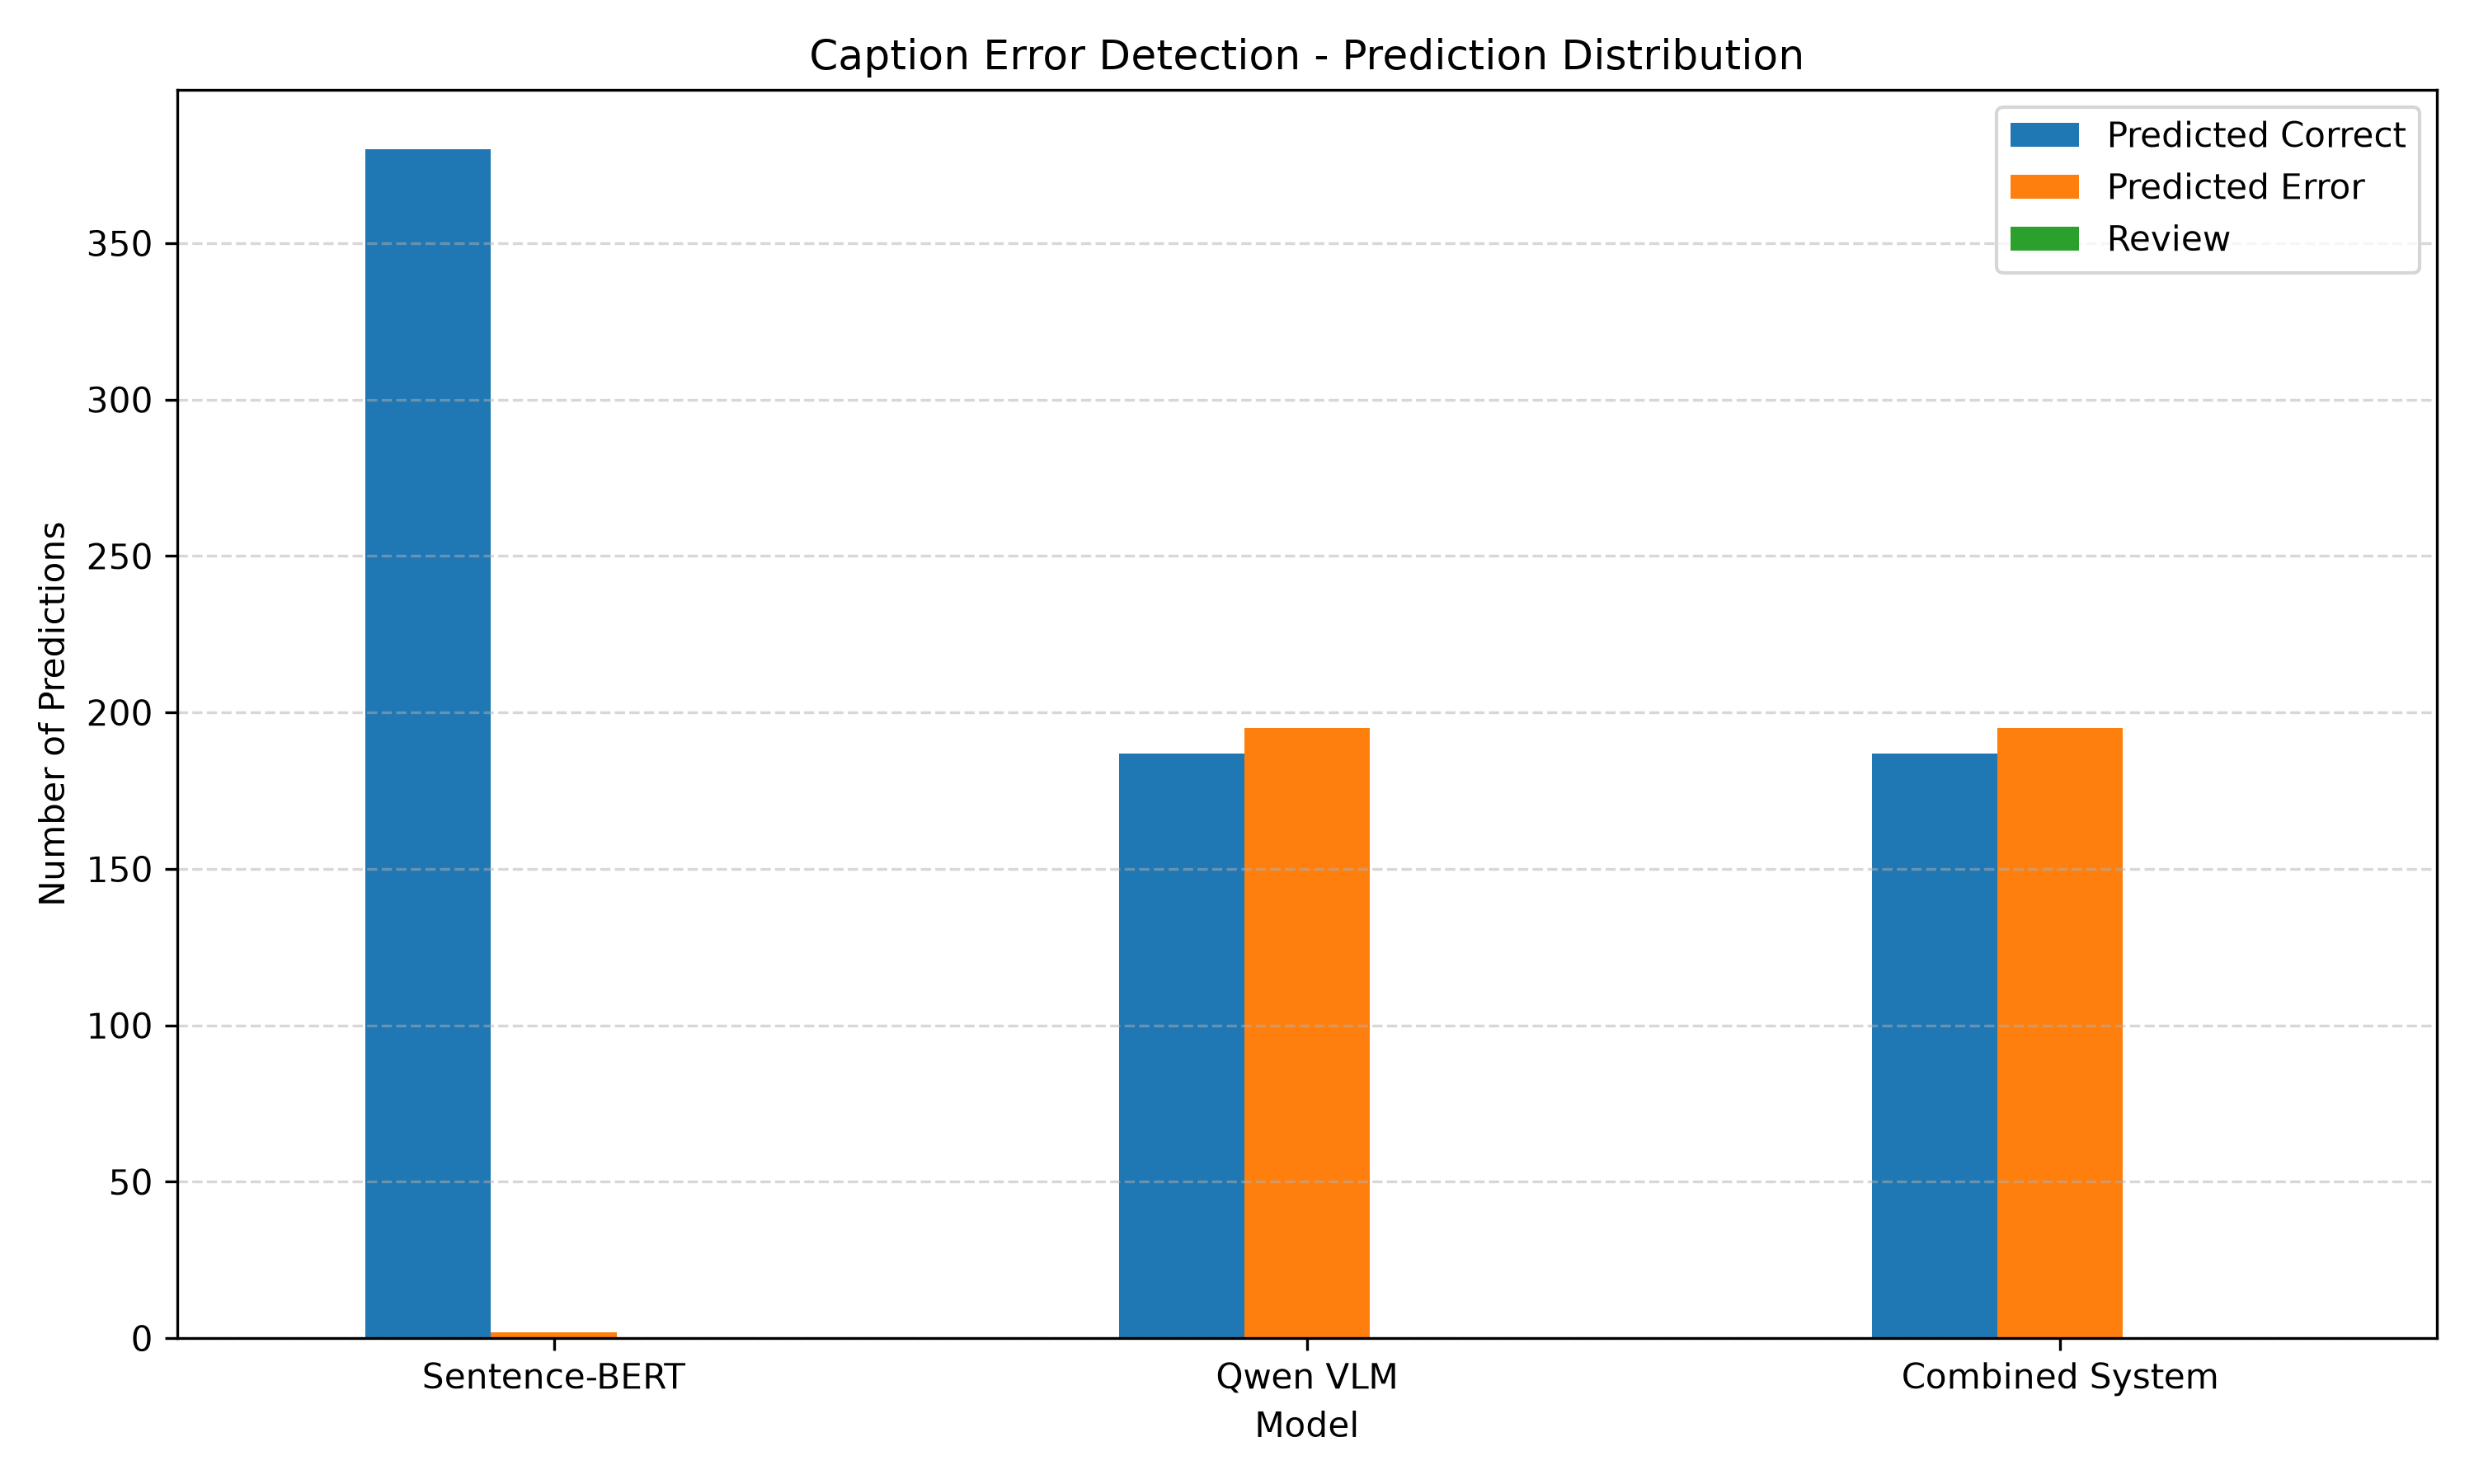 Caption Error Detection - Prediction Distribution
Predicted Correct
Predicted Error
Review
Number of Predictions
350
300
250
200
150
100
50
0
Sentence-BERT
Qwen VLM
Combined System
Model